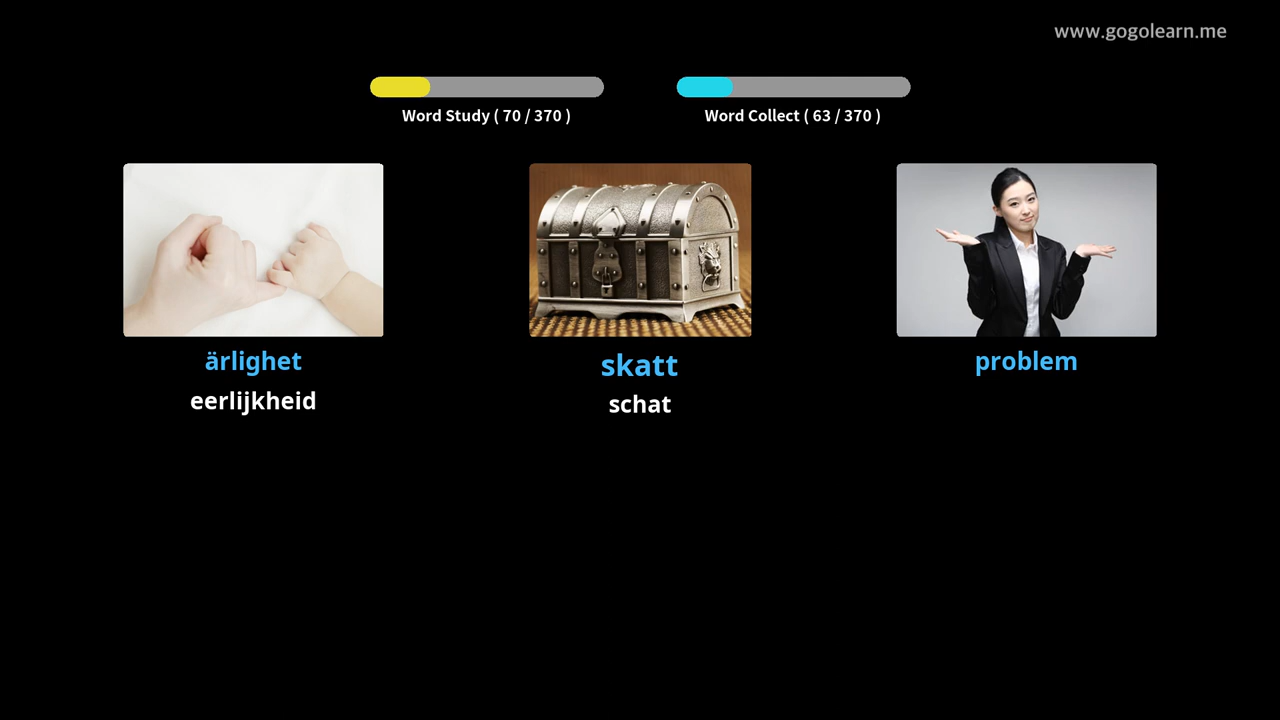 www.gogolearn.me
Word Study ( 70 / 370 )
Word Collect ( 63 / 370 )
ärlighet
eerlijkheid
skatt
schat
problem